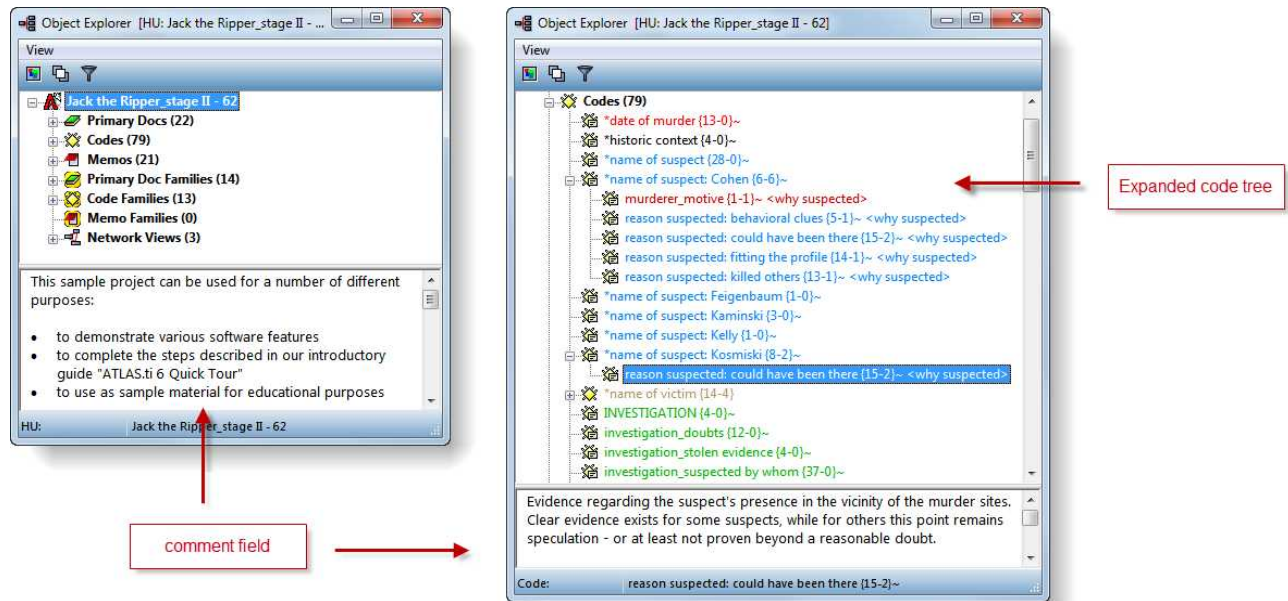 Object Explorer [HU: Jack the Ripper_stage II - ...
View
Jack the Ripper_stage II - 62
Primary Docs (22)
Codes (79)
Memos (21)
Primary Doc Families (14)
Code Families (13)
Memo Families (0)
Network Views (3)
This sample project can be used for a number of different
purposes:
• to demonstrate various software features
• to complete the steps described in our introductory
guide "ATLAS.ti 6 Quick Tour"
• to use as sample material for educational purposes
HU: Jack the Ripper_stage II - 62
comment field
Object Explorer [HU: Jack the Ripper_stage II - 62]
View
Codes (79)
*date of murder {13-0}~
*historic context {4-0}~
*name of suspect {28-0}~
*name of suspect: Cohen {6-6}~
murderer_motive {1-1}~ <why suspected>
reason suspected: behavioral clues {5-1}~ <why suspected>
reason suspected: could have been there {15-2}~ <why suspected>
reason suspected: fitting the profile {14-1}~ <why suspected>
reason suspected: killed others {13-1}~ <why suspected>
*name of suspect: Feigenbaum {1-0}~
*name of suspect: Kaminski {3-0}~
*name of suspect: Kelly {1-0}~
*name of suspect: Kosmiski {8-2}~
reason suspected: could have been there {15-2}~ <why suspected>
*name of victim {14-4}
INVESTIGATION {4-0}~
investigation_doubts {12-0}~
investigation_stolen evidence {4-0}~
investigation_suspected by whom {37-0}~
Evidence regarding the suspect's presence in the vicinity of the murder sites.
Clear evidence exists for some suspects, while for others this point remains
speculation - or at least not proven beyond a reasonable doubt.
Code: reason suspected: could have been there {15-2}~
Expanded code tree